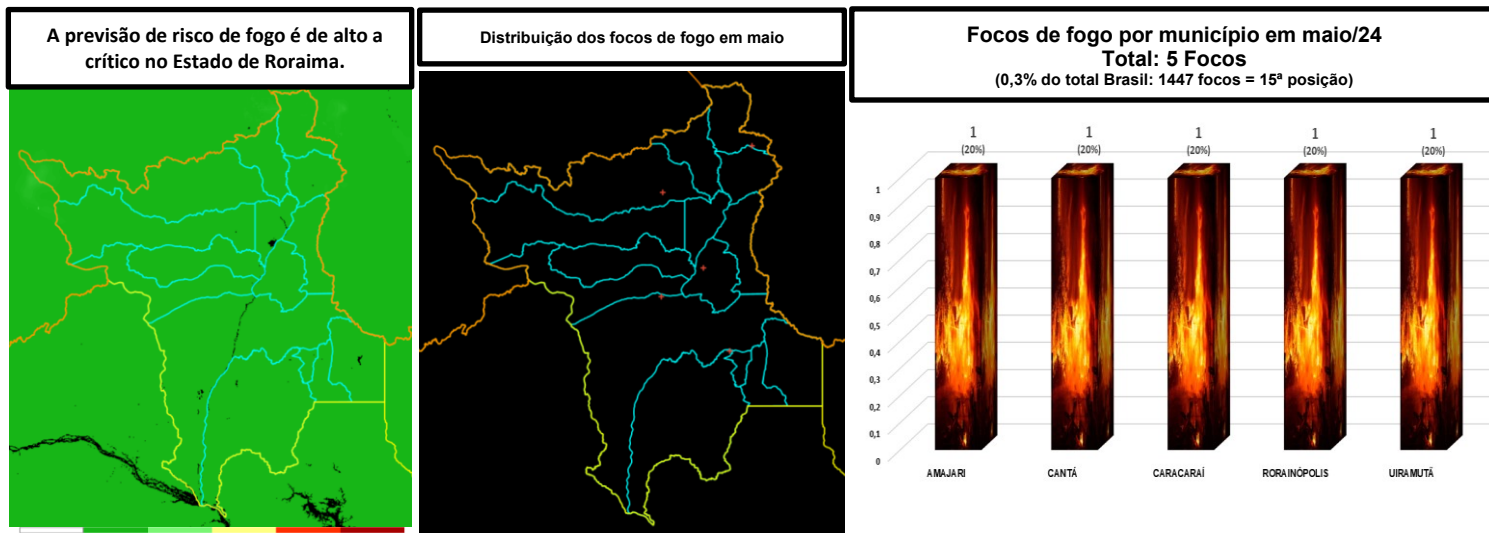 A previsão de risco de fogo é de alto a
crítico no Estado de Roraima.
Distribuição dos focos de fogo em maio
Focos de fogo por município em maio/24
Total: 5 Focos
(0,3% do total Brasil: 1447 focos = 15ª posição)
1
(20%)
1
(20%)
1
(20%)
1
(20%)
1
(20%)
1
0,9
0,8
0,7
0,6
0,5
0,4
0,3
0,2
0,1
0
AMAJARI
CANTÁ
CARACARAÍ
RORAINÓPOLIS
UIRAMUTÃ